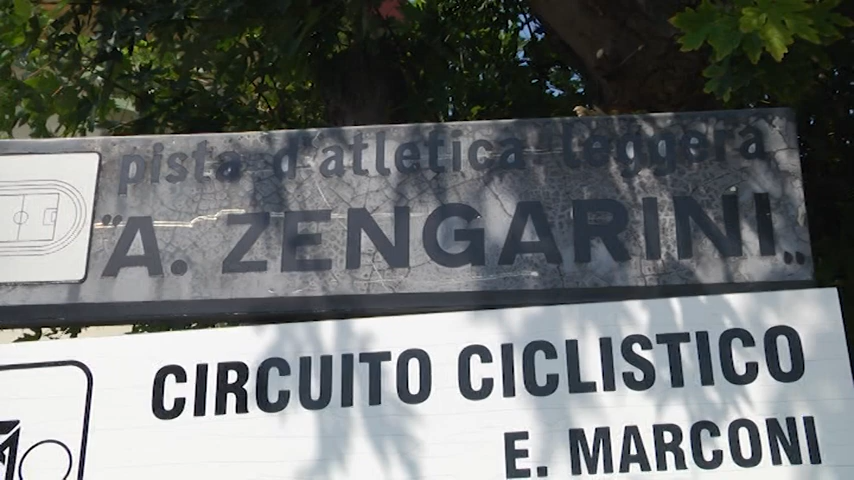 pista d'atletica leggera
"A. ZENGARINI"
CIRCUITO CICLISTICO
E. MARCONI